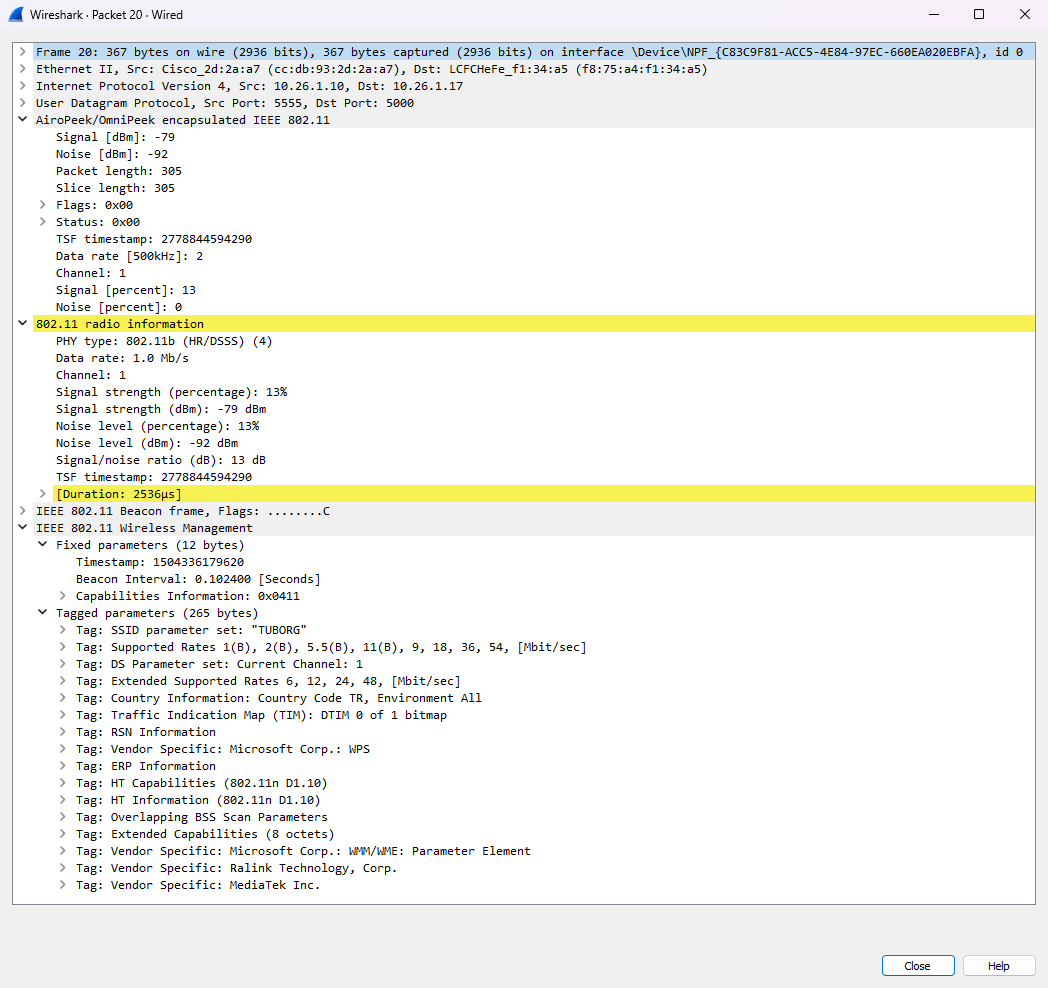 Wireshark · Packet 20 · Wired
Frame 20: 367 bytes on wire (2936 bits), 367 bytes captured (2936 bits) on interface \Device\NPF_{C83C9F81-ACC5-4E84-97EC-660EA020EBFA}, id 0
Ethernet II, Src: Cisco_2d:2a:a7 (cc:db:93:2d:2a:a7), Dst: LCFCHeFe_f1:34:a5 (f8:75:a4:f1:34:a5)
Internet Protocol Version 4, Src: 10.26.1.10, Dst: 10.26.1.17
User Datagram Protocol, Src Port: 5555, Dst Port: 5000
AiroPeek/OmniPeek encapsulated IEEE 802.11
Signal [dBm]: -79
Noise [dBm]: -92
Packet length: 305
Slice length: 305
Flags: 0x00
Status: 0x00
TSF timestamp: 2778844594290
Data rate [500kHz]: 2
Channel: 1
Signal [percent]: 13
Noise [percent]: 0
802.11 radio information
PHY type: 802.11b (HR/DSSS) (4)
Data rate: 1.0 Mb/s
Channel: 1
Signal strength (percentage): 13%
Signal strength (dBm): -79 dBm
Noise level (percentage): 13%
Noise level (dBm): -92 dBm
Signal/noise ratio (dB): 13 dB
TSF timestamp: 2778844594290
[Duration: 2536µs]
IEEE 802.11 Beacon frame, Flags: ........C
IEEE 802.11 Wireless Management
Fixed parameters (12 bytes)
Timestamp: 1504336179620
Beacon Interval: 0.102400 [Seconds]
Capabilities Information: 0x0411
Tagged parameters (265 bytes)
Tag: SSID parameter set: "TUBORG"
Tag: Supported Rates 1(B), 2(B), 5.5(B), 11(B), 9, 18, 36, 54, [Mbit/sec]
Tag: DS Parameter set: Current Channel: 1
Tag: Extended Supported Rates 6, 12, 24, 48, [Mbit/sec]
Tag: Country Information: Country Code TR, Environment All
Tag: Traffic Indication Map (TIM): DTIM 0 of 1 bitmap
Tag: RSN Information
Tag: Vendor Specific: Microsoft Corp.: WPS
Tag: ERP Information
Tag: HT Capabilities (802.11n D1.10)
Tag: HT Information (802.11n D1.10)
Tag: Overlapping BSS Scan Parameters
Tag: Extended Capabilities (8 octets)
Tag: Vendor Specific: Microsoft Corp.: WMM/WME: Parameter Element
Tag: Vendor Specific: Ralink Technology, Corp.
Tag: Vendor Specific: MediaTek Inc.
Close
Help